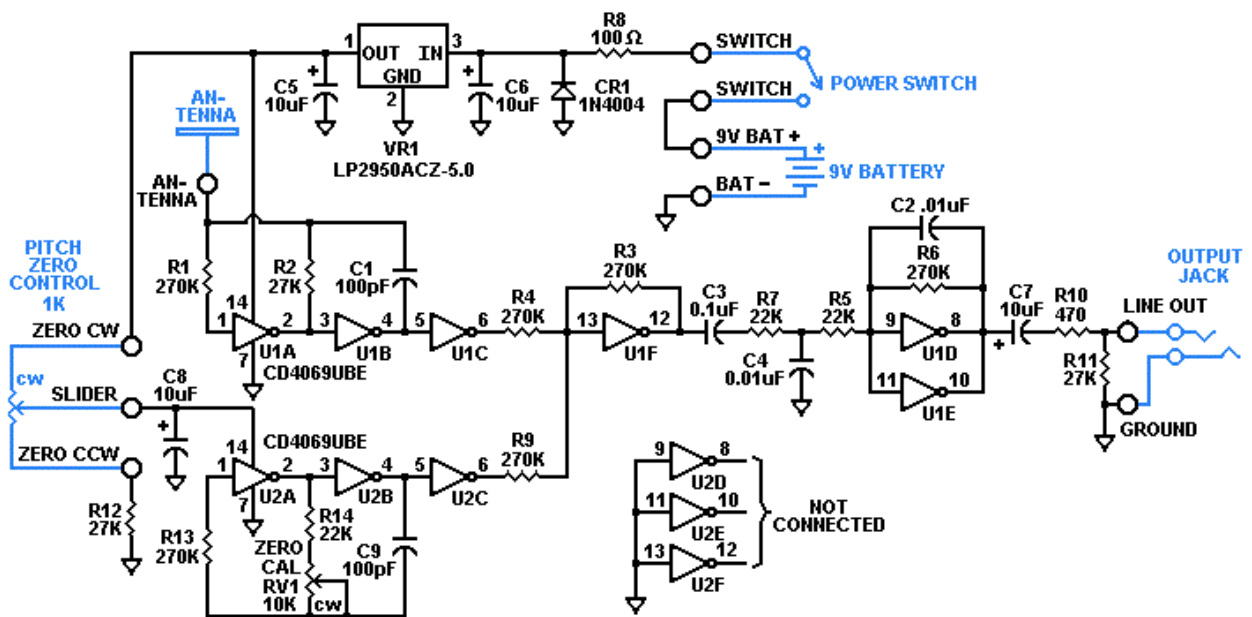 R8
100 Ω
SWITCH
1
OUT
IN
3
GND
2
+
C5
10uF
+
C6
10uF
CR1
1N4004
POWER SWITCH
SWITCH
AN-
TENNA
VR1
LP2950ACZ-5.0
9V BAT +
+
9V BATTERY
BAT –
AN-
TENNA
C2 .01uF
PITCH
ZERO
CONTROL
1K
R1
270K
R2
27K
C1
100pF
R3
270K
R6
270K
OUTPUT
JACK
R4
270K
C3
0.1uF
R7
22K
R5
22K
C7
10uF
R10
470
LINE OUT
ZERO CW
14
1
2
7
U1A
CD4069UBE
3
4
U1B
5
6
U1C
13
12
U1F
C4
0.01uF
9
8
U1D
11
10
U1E
+
R11
27K
GROUND
cw
SLIDER
C8
10uF
+
ZERO CCW
R12
27K
14
CD4069UBE
1
2
7
U2A
3
4
U2B
5
6
U2C
R9
270K
R13
270K
R14
22K
ZERO
CAL
RV1
10K
cw
C9
100pF
9
8
U2D
11
10
U2E
13
12
U2F
NOT
CONNECTED